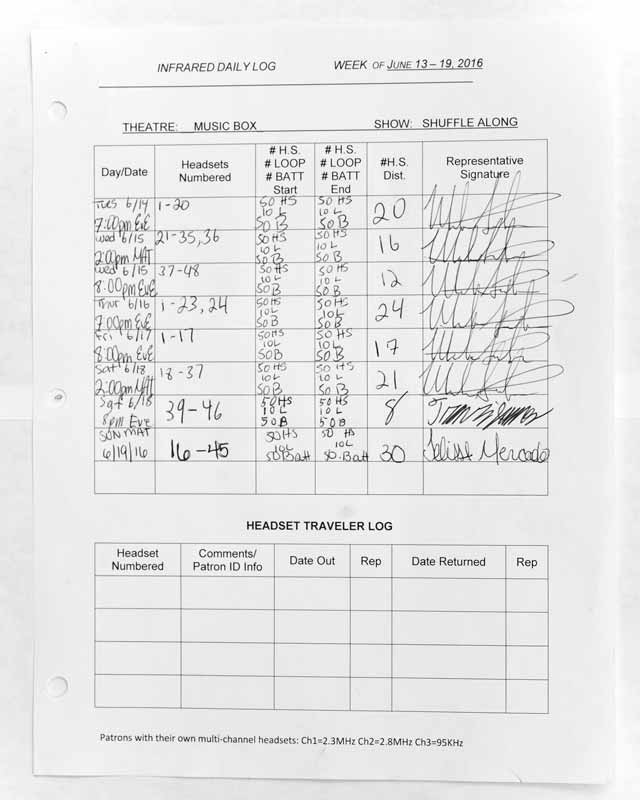 INFRARED DAILY LOG WEEK OF JUNE 13 – 19, 2016
THEATRE: MUSIC BOX SHOW: SHUFFLE ALONG
Day/Date Headsets Numbered # H.S. # LOOP # BATT Start # H.S. # LOOP # BATT End #H.S. Dist. Representative Signature
Tues 6/14 7:00pm EvE 1-20 50 HS 10 L 50 B 50 HS 10 L 50 B 20
wed 6/15 2:00pm MAT 21-35, 36 50 HS 10 L 50 B 50 HS 10 L 50 B 16
wed 6/15 8:00pm EvE 37-48 50 HS 10 L 50 B 50 HS 10 L 50 B 12
Thur 6/16 7:00pm EvE 1-23, 24 50 HS 10 L 50 B 50 HS 10 L 50 B 24
Fri 6/17 8:00pm EvE 1-17 50 HS 10 L 50 B 50 HS 10 L 50 B 17
Sat 6/18 2:00pm MAT 18-37 50 HS 10 L 50 B 50 HS 10 L 50 B 21
Sat 6/18 8pm Eve 39-46 50 HS 10 L 50 B 50 HS 10 L 50 B 8
SUN MAT 6/19/16 16-45 50 HS 10L 50 Batt 50 HS 10L 50 Batt 30 Mercado
HEADSET TRAVELER LOG
Headset Numbered Comments/ Patron ID Info Date Out Rep Date Returned Rep
Patrons with their own multi-channel headsets: Ch1=2.3MHz Ch2=2.8MHz Ch3=95KHz